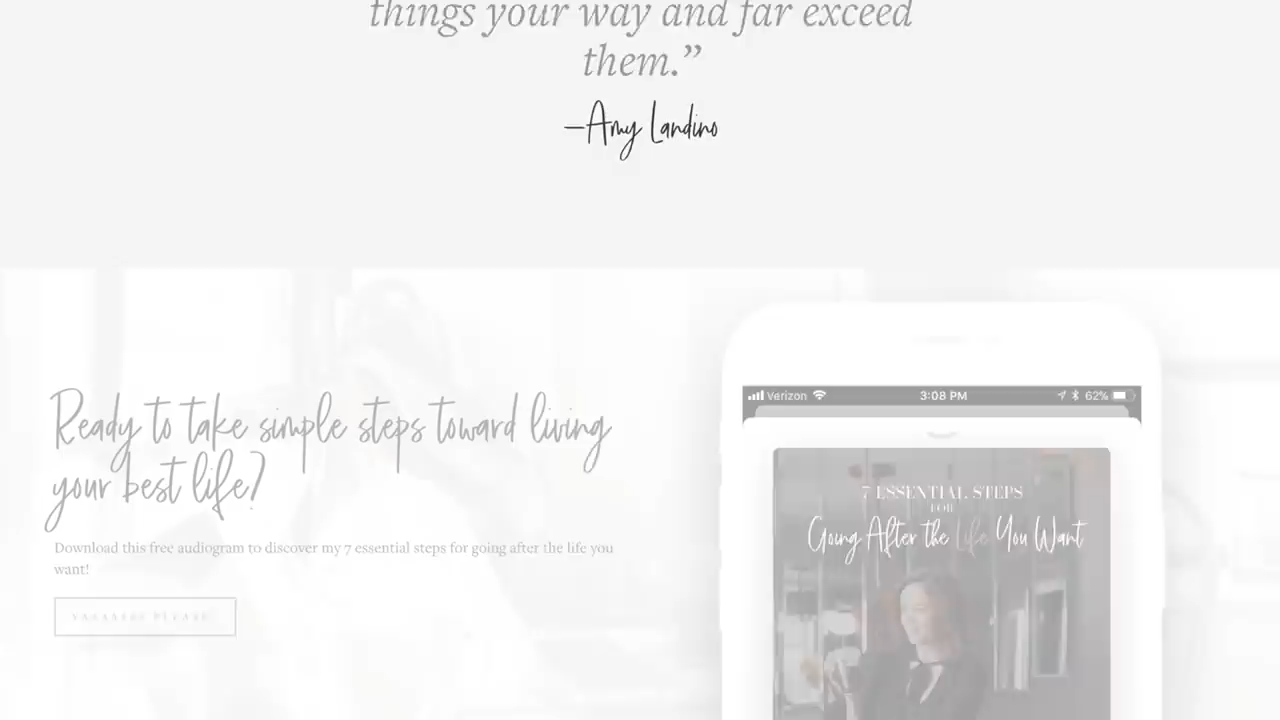 things your way and far exceed
them.”
–Amy Landino
Ready to take simple steps toward living
your best life?
Download this free audiogram to discover my 7 essential steps for going after the life you
want!
PLEASE
Verizon 3:08 PM 62%
7 ESSENTIAL STEPS
FOR
Going After the Life You Want